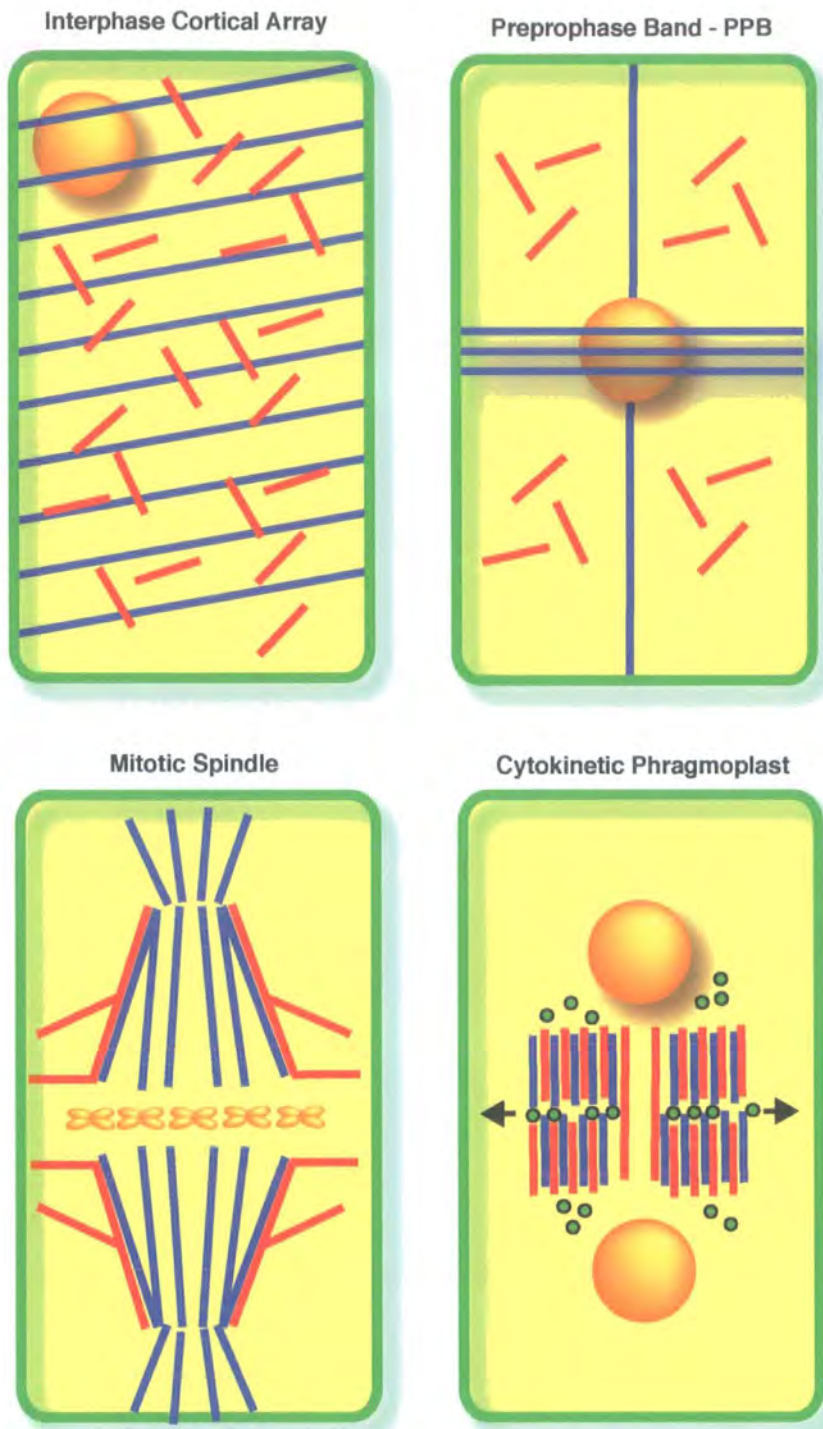 Interphase Cortical Array
Preprophase Band - PPB
Mitotic Spindle
Cytokinetic Phragmoplast